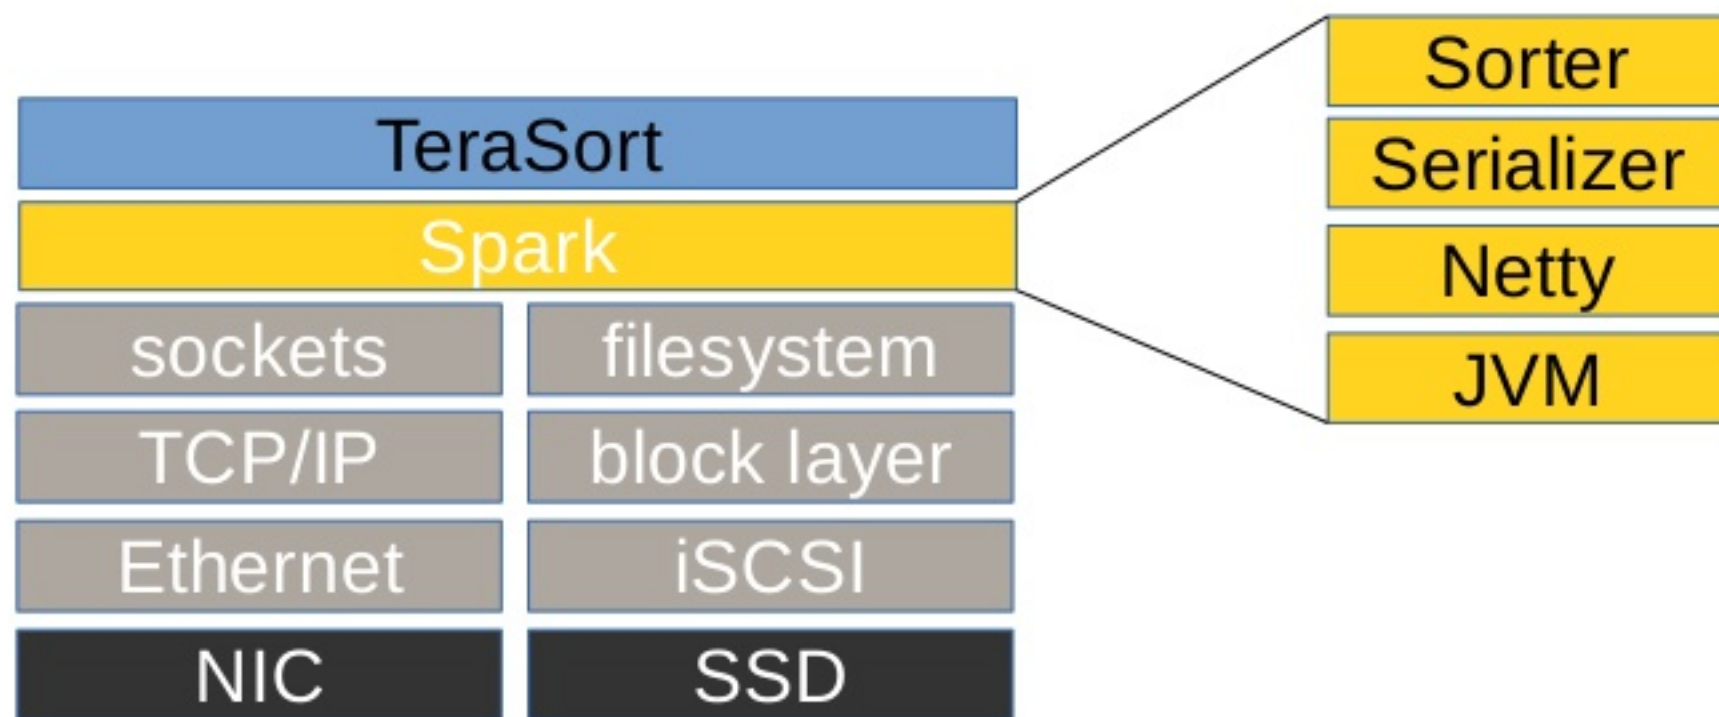 TeraSort
Spark
sockets
filesystem
TCP/IP
block layer
Ethernet
iSCSI
NIC
SSD
Sorter
Serializer
Netty
JVM